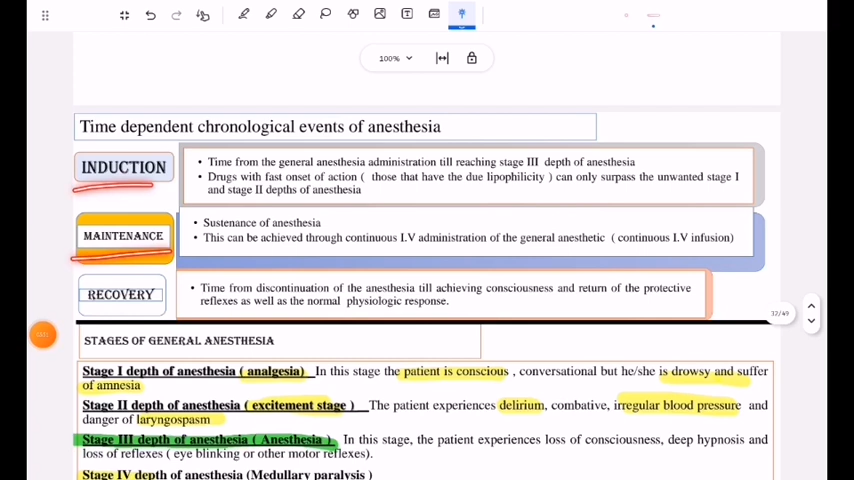 100%
Time dependent chronological events of anesthesia
INDUCTION
• Time from the general anesthesia administration till reaching stage III depth of anesthesia
• Drugs with fast onset of action ( those that have the due lipophility ) can only surpass the unwanted stage I
and stage II depths of anesthesia
MAINTENANCE
• Sustenance of anesthesia
• This can be achieved through continuous I.V administration of the general anesthetic ( continuous I.V infusion)
RECOVERY
• Time from discontinuation of the anesthesia till achieving consciousness and return of the protective
reflexes as well as the normal physiologic response.
32/49
STAGES OF GENERAL ANESTHESIA
Stage I depth of anesthesia ( analgesia) In this stage the patient is conscious , conversational but he/she is drowsy and suffer
of amnesia
Stage II depth of anesthesia ( excitement stage ) The patient experiences delirium, combative, irregular blood pressure and
danger of laryngospasm
Stage III depth of anesthesia ( Anesthesia ) In this stage, the patient experiences loss of consciousness, deep hypnosis and
loss of reflexes ( eye blinking or other motor reflexes).
Stage IV depth of anesthesia (Medullary paralysis )